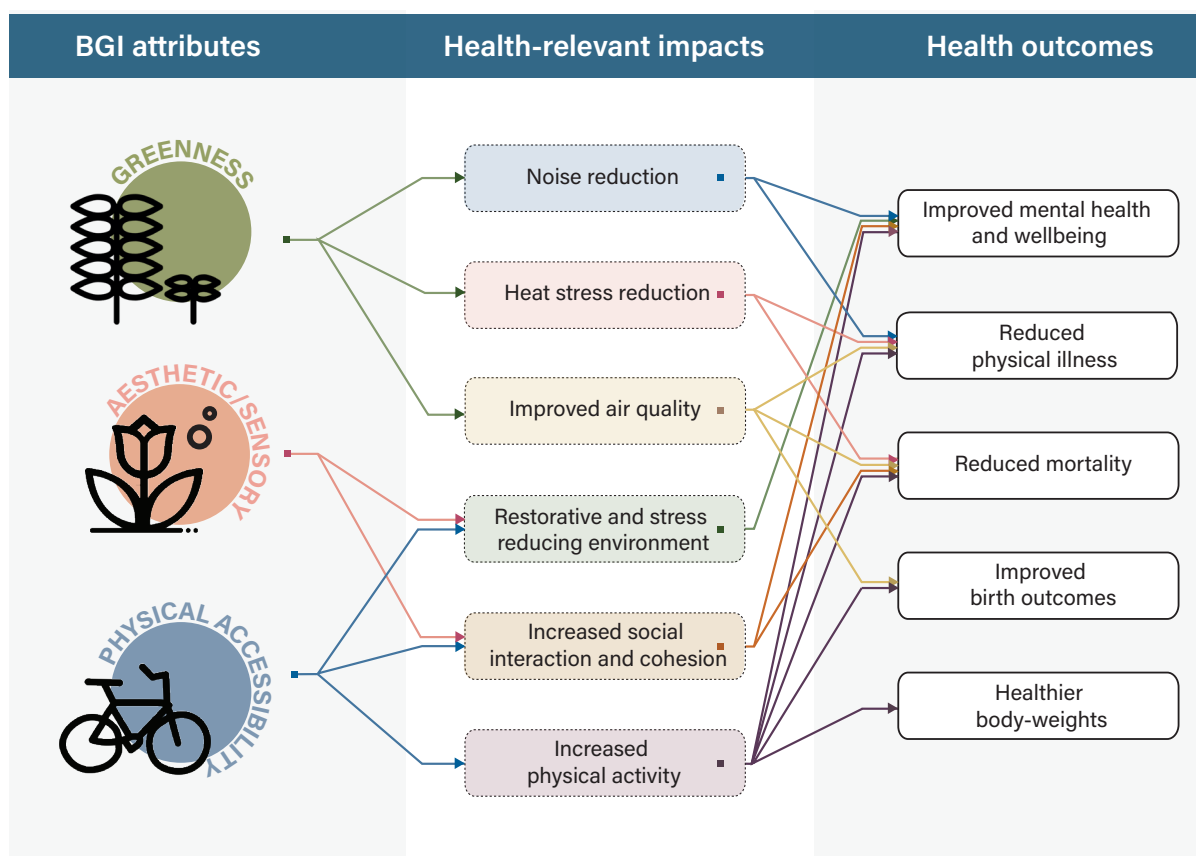 BGI attributes
Health-relevant impacts
Health outcomes
GREENNESS
AESTHETIC/SENSORY
PHYSICAL ACCESSIBILITY
Noise reduction
Heat stress reduction
Improved air quality
Restorative and stress
reducing environment
Increased social
interaction and cohesion
Increased
physical activity
Improved mental health
and wellbeing
Reduced
physical illness
Reduced mortality
Improved
birth outcomes
Healthier
body-weights